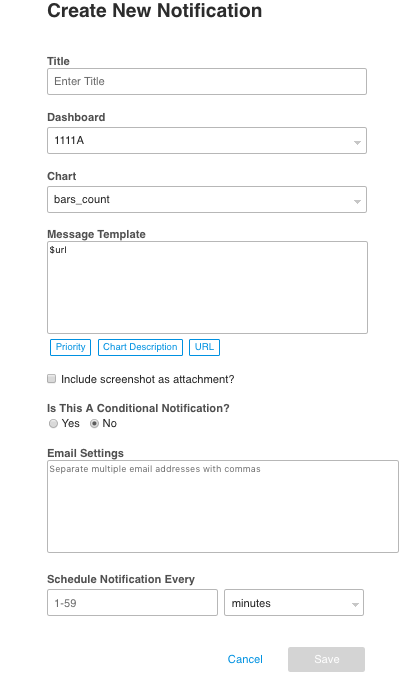 Create New Notification
Title
Enter Title
Dashboard
1111A
Chart
bars_count
Message Template
$url
Priority Chart Description URL
Include screenshot as attachment?
Is This A Conditional Notification?
Yes No
Email Settings
Separate multiple email addresses with commas
Schedule Notification Every
1-59 minutes
Cancel Save